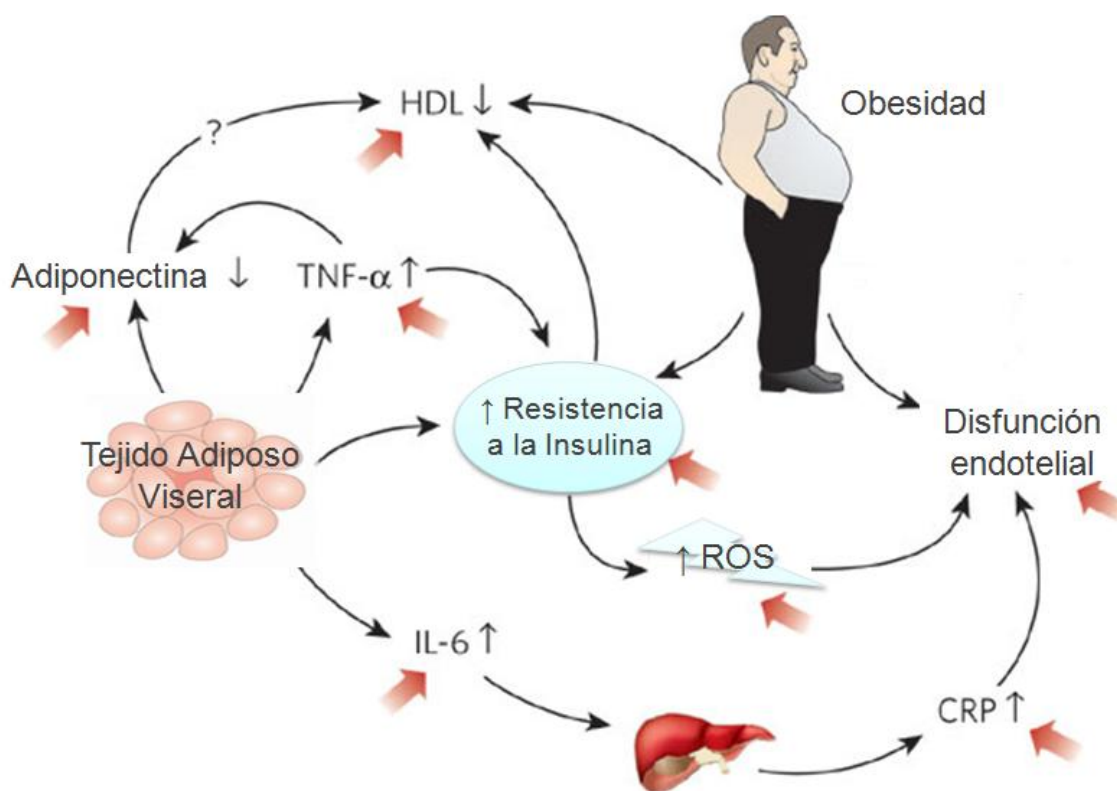 HDL ↓
Obesidad
?
Adiponectina ↓
TNF-α ↑
↑ Resistencia
a la Insulina
Disfunción
endotelial
Tejido Adiposo
Viseral
↑ ROS
IL-6 ↑
CRP ↑